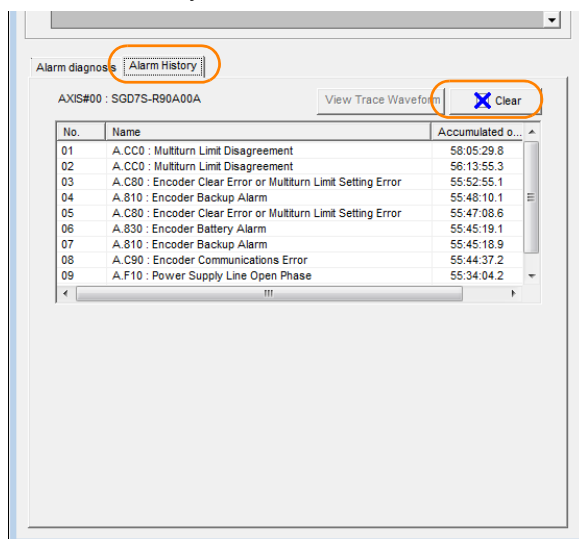 Alarm diagnosis Alarm History
AXIS#00 : SGD7S-R90A00A View Trace Waveform Clear
No. Name Accumulated o...
01 A.CC0 : Multiturn Limit Disagreement 58:05:29.8
02 A.CC0 : Multiturn Limit Disagreement 56:13:55.3
03 A.C80 : Encoder Clear Error or Multiturn Limit Setting Error 55:52:55.1
04 A.810 : Encoder Backup Alarm 55:48:10.1
05 A.C80 : Encoder Clear Error or Multiturn Limit Setting Error 55:47:08.6
06 A.830 : Encoder Battery Alarm 55:45:19.1
07 A.810 : Encoder Backup Alarm 55:45:18.9
08 A.C90 : Encoder Communications Error 55:44:37.2
09 A.F10 : Power Supply Line Open Phase 55:34:04.2